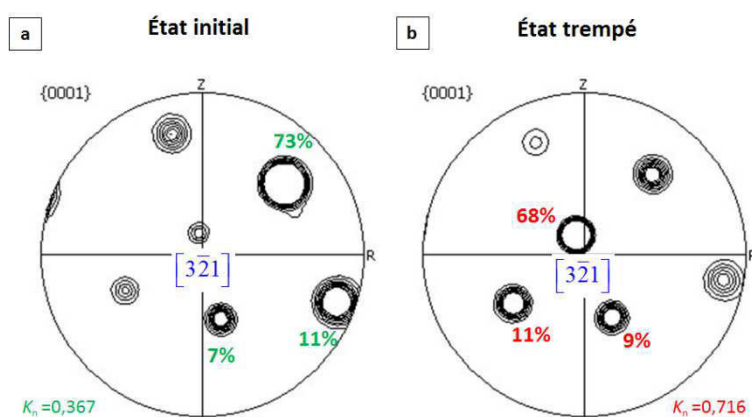 a
État initial
{0001}
Z
73%
R
[32̄1]
7%
11%
Kₙ=0,367
b
État trempé
{0001}
Z
68%
R
[32̄1]
11%
9%
Kₙ=0,716